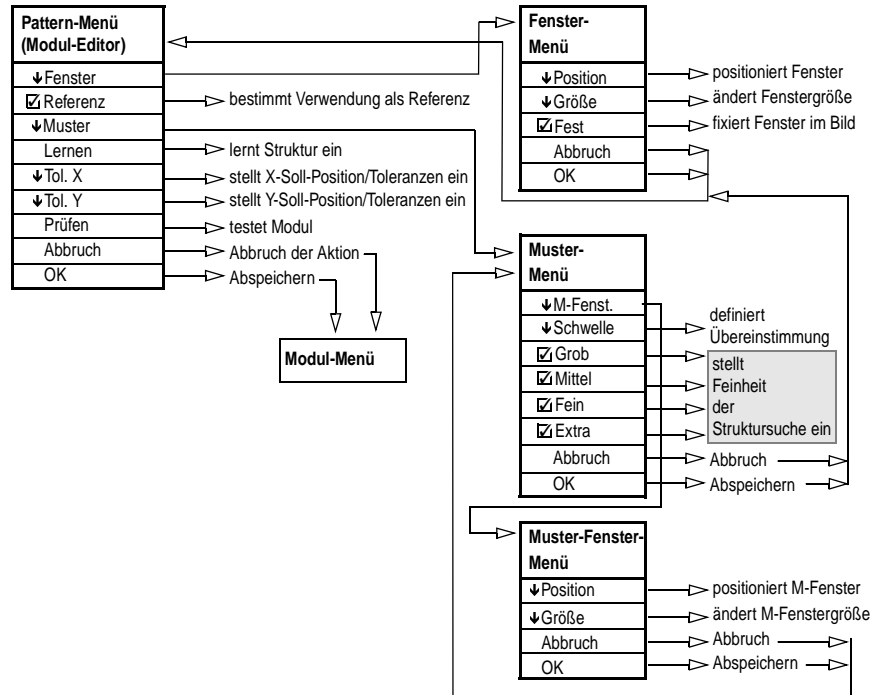 Pattern-Menü
(Modul-Editor)
Fenster
Referenz
bestimmt Verwendung als Referenz
Muster
Lernen
lernt Struktur ein
Tol. X
stellt X-Soll-Position/Toleranzen ein
Tol. Y
stellt Y-Soll-Position/Toleranzen ein
Prüfen
testet Modul
Abbruch
Abbruch der Aktion
OK
Abspeichern
Modul-Menü
Fenster-
Menü
Position
positioniert Fenster
Größe
ändert Fenstergröße
Fest
fixiert Fenster im Bild
Abbruch
OK
Muster-
Menü
M-Fenst.
Schwelle
definiert
Übereinstimmung
Grob
Mittel
Fein
Extra
stellt
Feinheit
der
Struktursuche ein
Abbruch
Abbruch
OK
Abspeichern
Muster-Fenster-
Menü
Position
positioniert M-Fenster
Größe
ändert M-Fenstergröße
Abbruch
Abbruch
OK
Abspeichern